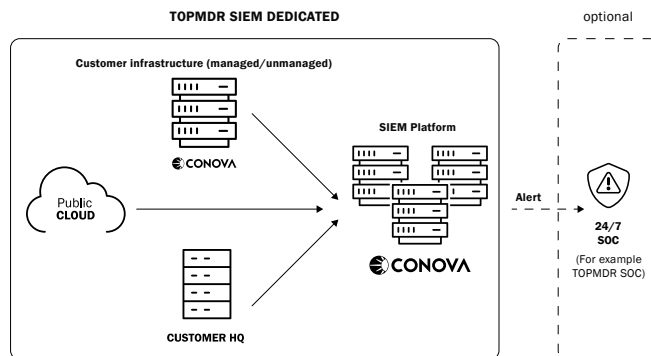 TOPMDR SIEM DEDICATED
optional
Customer infrastructure (managed/unmanaged)
CONOVA
SIEM Platform
Public
CLOUD
Alert
24/7
SOC
(For example
TOPMDR SOC)
CONOVA
CUSTOMER HQ